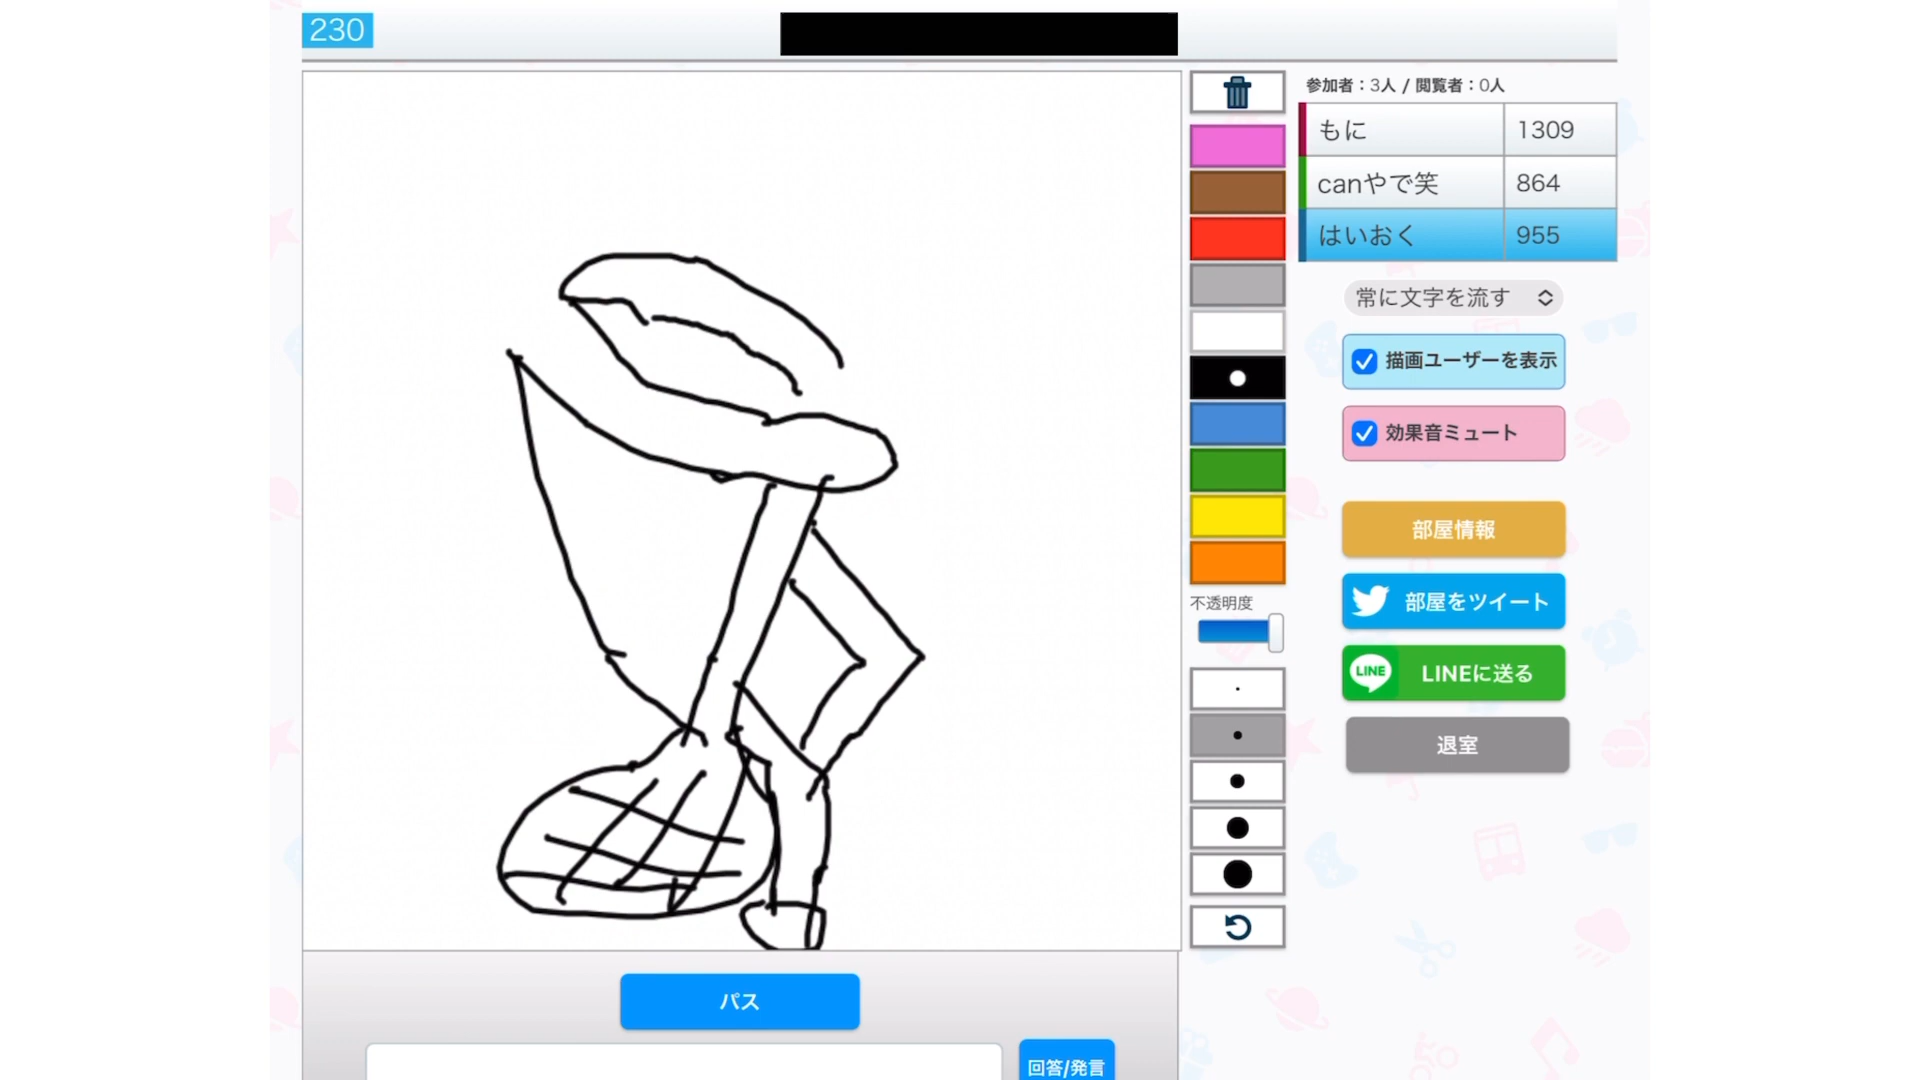 230
参加者：3人 / 閲覧者：0人
もに 1309
canやで笑 864
はいおく 955
常に文字を流す
描画ユーザーを表示
効果音ミュート
部屋情報
部屋をツイート
LINE LINEに送る
退室
不透明度
パス
回答/発言